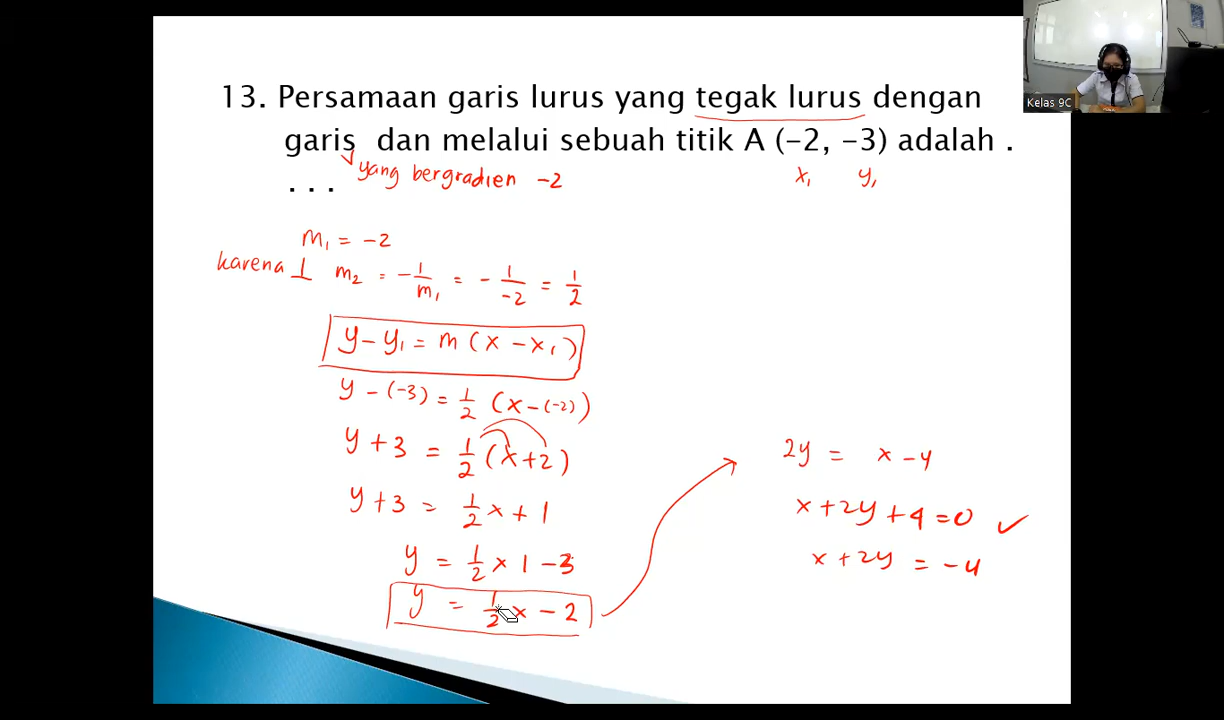 13. Persamaan garis lurus yang tegak lurus dengan
garis dan melalui sebuah titik A (−2, −3) adalah .
. . .
yang bergradien -2
x₁ y₁
m₁ = -2
karena ⊥ m₂ = -1/m₁ = - 1/-2 = 1/2
y - y₁ = m (x - x₁)
y - (-3) = 1/2 (x - (-2))
y + 3 = 1/2 (x + 2)
y + 3 = 1/2 x + 1
y = 1/2 x 1 - 3
y = 1/2 x - 2
2y = x - 4
x + 2y + 4 = 0 ✓
x + 2y = -4
Kelas 9C